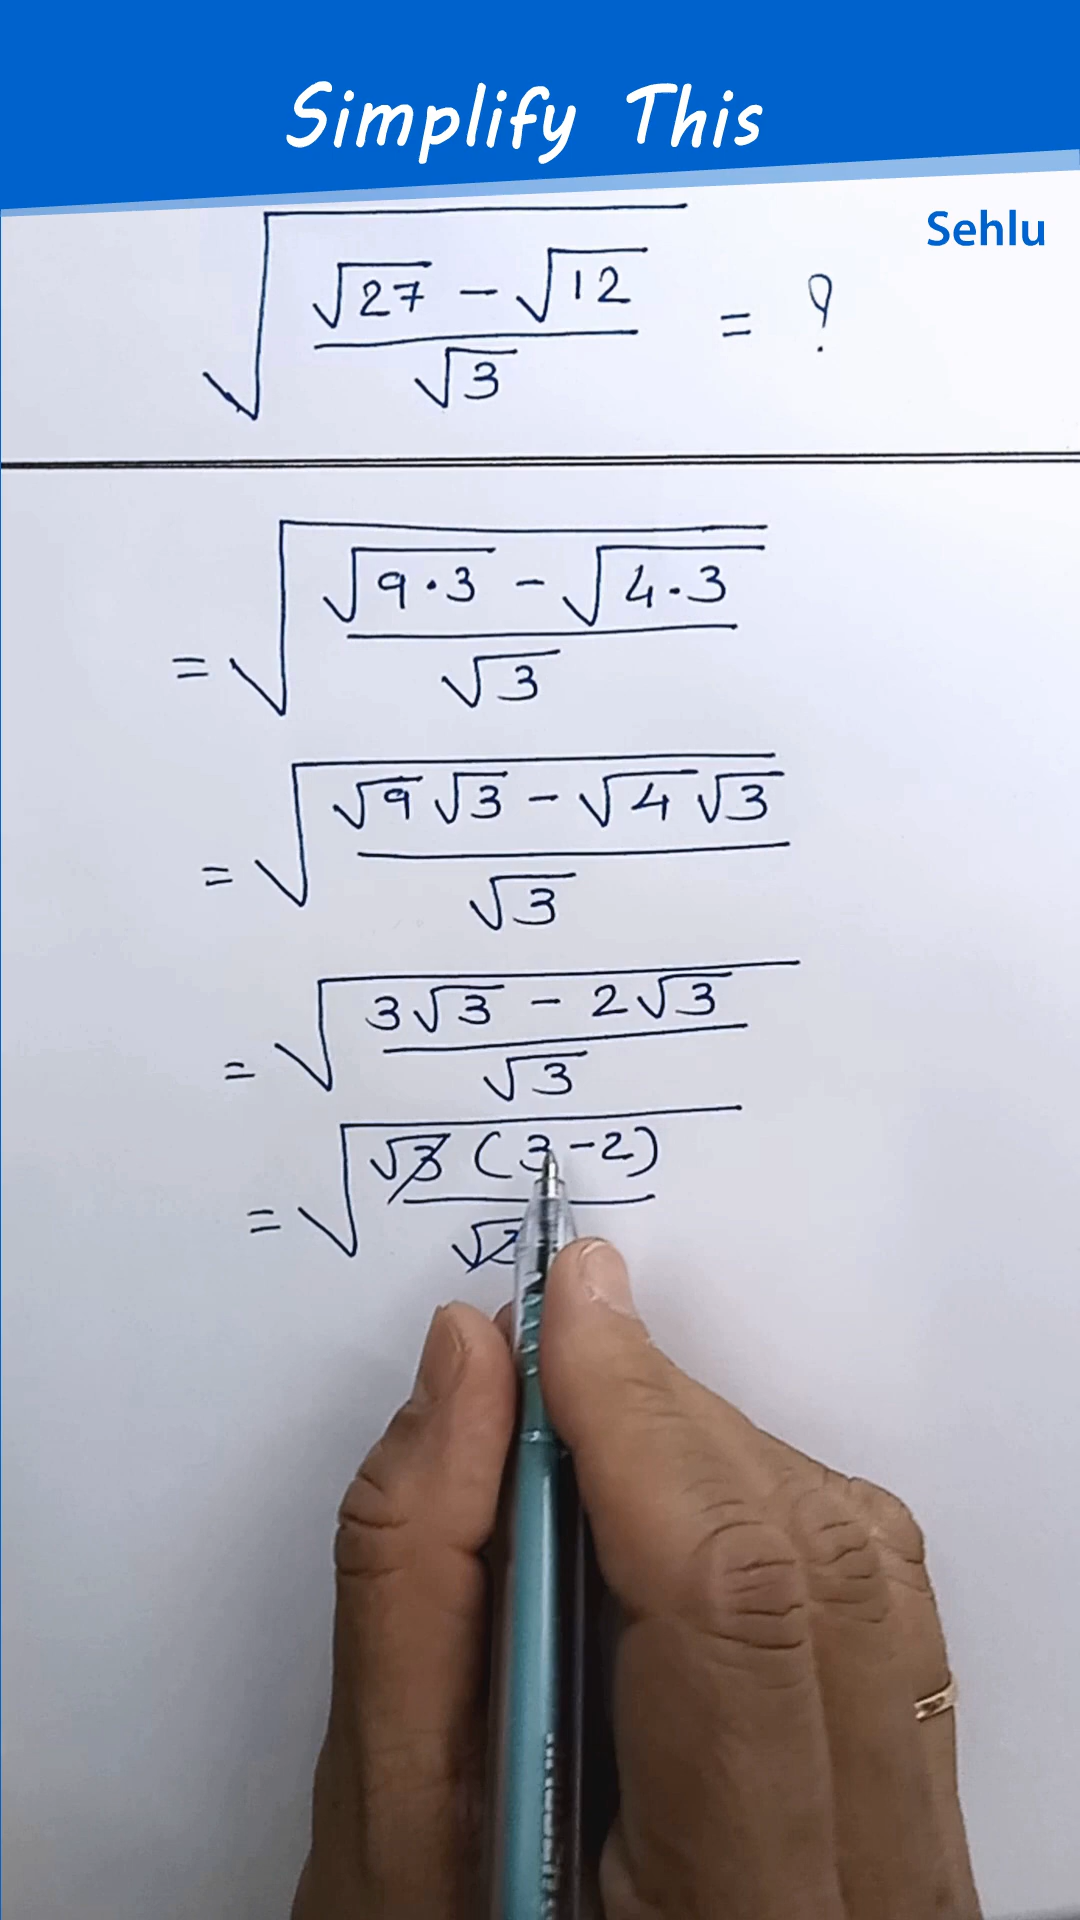 Simplify This
Sehlu
√((√27 − √12)/√3) = ?
= √((√(9·3) − √(4·3))/√3)
= √((√9 √3 − √4 √3)/√3)
= √((3√3 − 2√3)/√3)
= √((√3 (3−2))/√3)